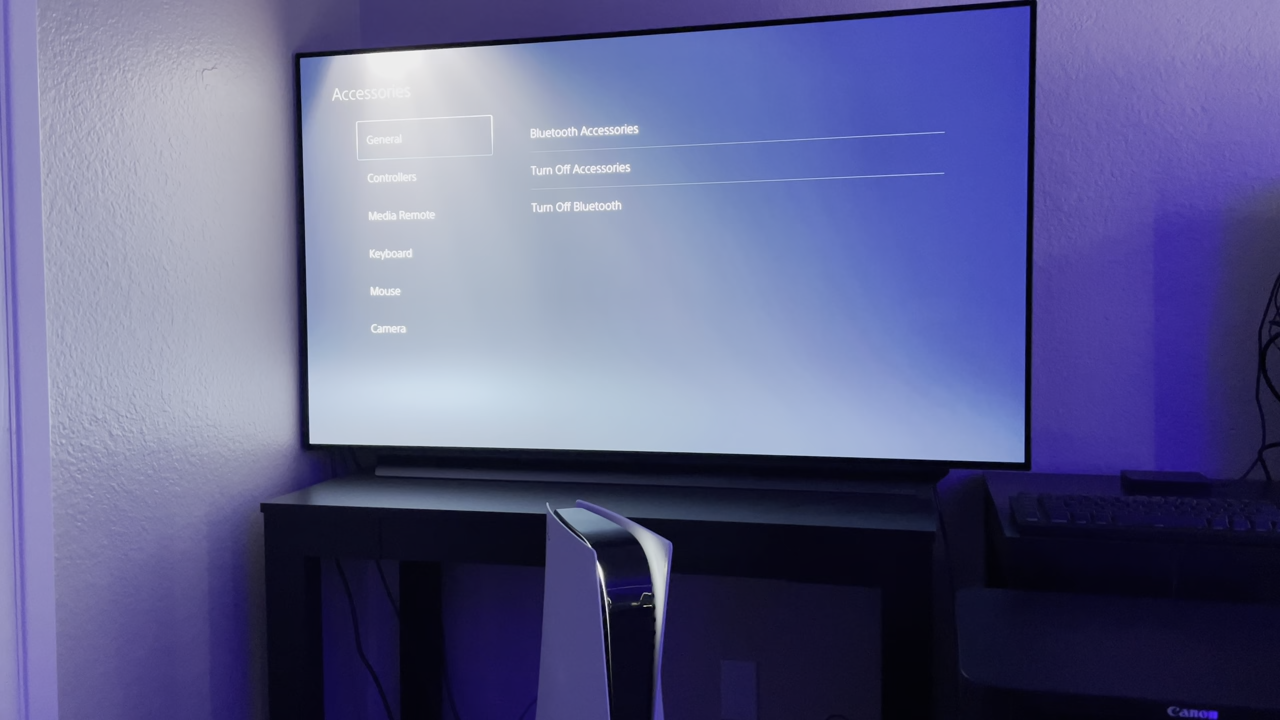 Accessories
General
Controllers
Media Remote
Keyboard
Mouse
Camera
Bluetooth Accessories
Turn Off Accessories
Turn Off Bluetooth
Canon